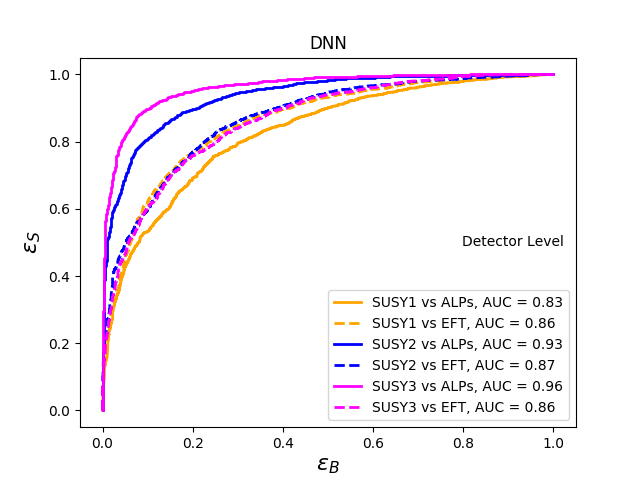 DNN
1.0
0.8
0.6
0.4
0.2
0.0
ε_S
Detector Level
SUSY1 vs ALPs, AUC = 0.83
SUSY1 vs EFT, AUC = 0.86
SUSY2 vs ALPs, AUC = 0.93
SUSY2 vs EFT, AUC = 0.87
SUSY3 vs ALPs, AUC = 0.96
SUSY3 vs EFT, AUC = 0.86
0.0 0.2 0.4 0.6 0.8 1.0
ε_B